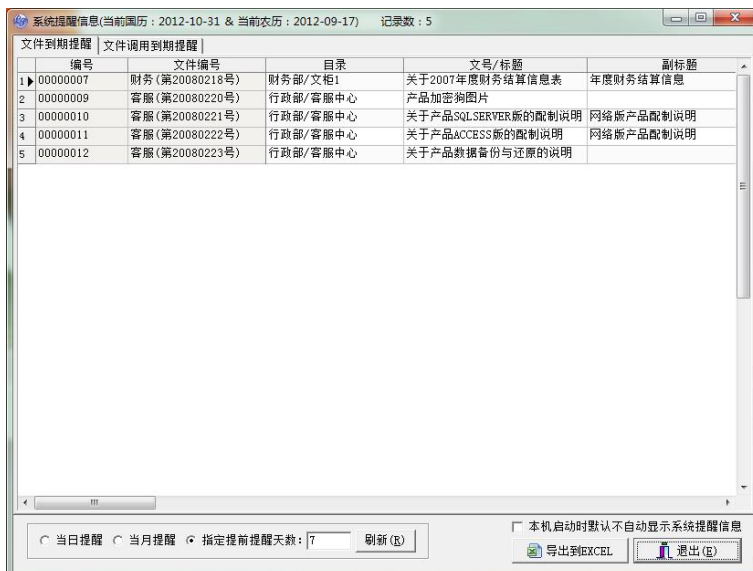 系统提醒信息(当前国历：2012-10-31 & 当前农历：2012-09-17) 记录数：5
文件到期提醒 文件调用到期提醒
编号 文件编号 目录 文号/标题 副标题
1 00000007 财务(第20080218号) 财务部/文柜1 关于2007年度财务结算信息表 年度财务结算信息
2 00000009 客服(第20080220号) 行政部/客服中心 产品加密狗图片
3 00000010 客服(第20080221号) 行政部/客服中心 关于产品SQLSERVER版的配制说明 网络版产品配制说明
4 00000011 客服(第20080222号) 行政部/客服中心 关于产品ACCESS版的配制说明 网络版产品配制说明
5 00000012 客服(第20080223号) 行政部/客服中心 关于产品数据备份与还原的说明
本机启动时默认不自动显示系统提醒信息
当日提醒 当月提醒 指定提前提醒天数：7 刷新(R)
导出到EXCEL 退出(E)